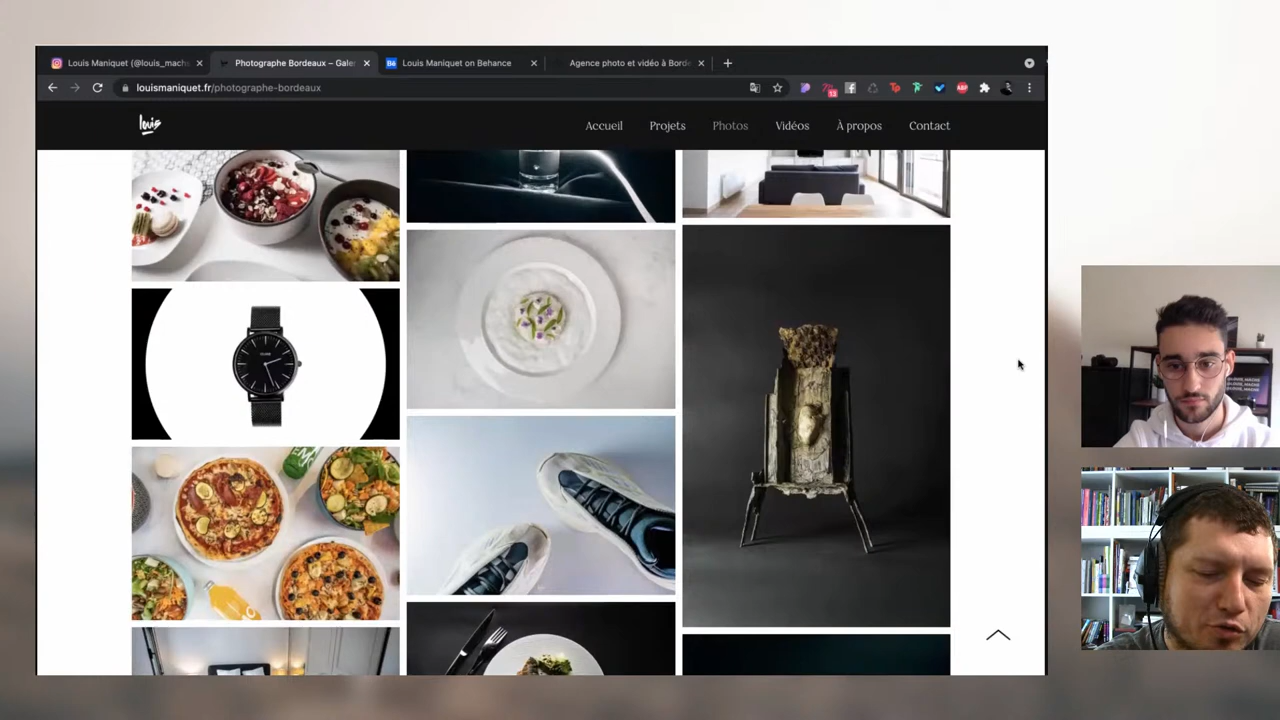 Louis Maniquet (@louis_mach
Photographe Bordeaux – Galer
Louis Maniquet on Behance
Agence photo et vidéo à Borde
louismaniquet.fr/photographe-bordeaux
louis
Accueil
Projets
Photos
Vidéos
À propos
Contact